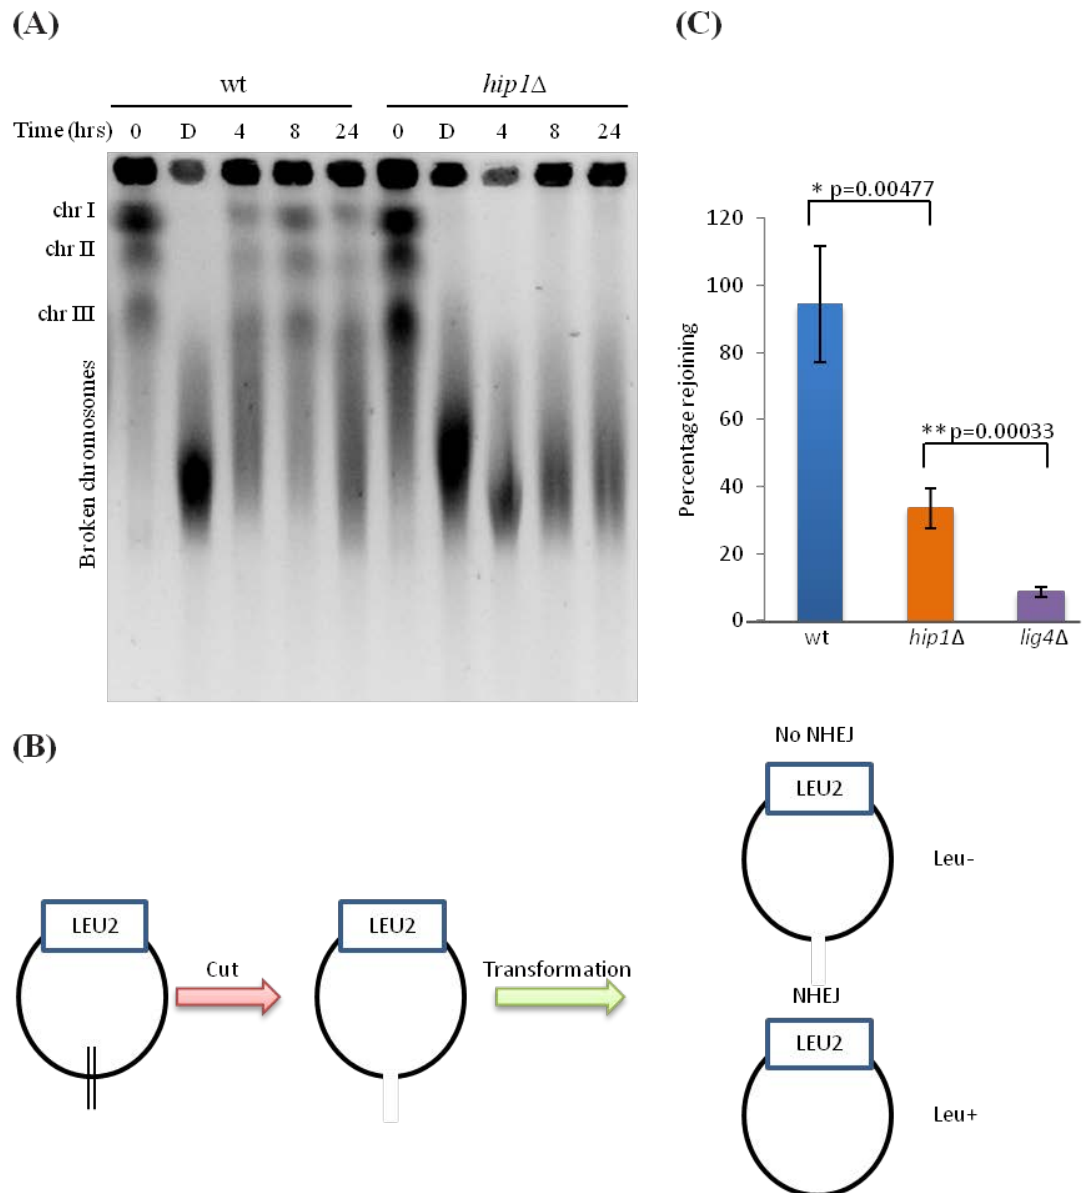 (A)
wt hip1Δ
Time (hrs) 0 D 4 8 24 0 D 4 8 24
chr I
chr II
chr III
Broken chromosomes
(C)
* p=0.00477
** p=0.00033
Percentage rejoining
120
100
80
60
40
20
0
wt hip1Δ lig4Δ
(B)
LEU2
Cut
LEU2
Transformation
No NHEJ
LEU2
Leu-
NHEJ
LEU2
Leu+